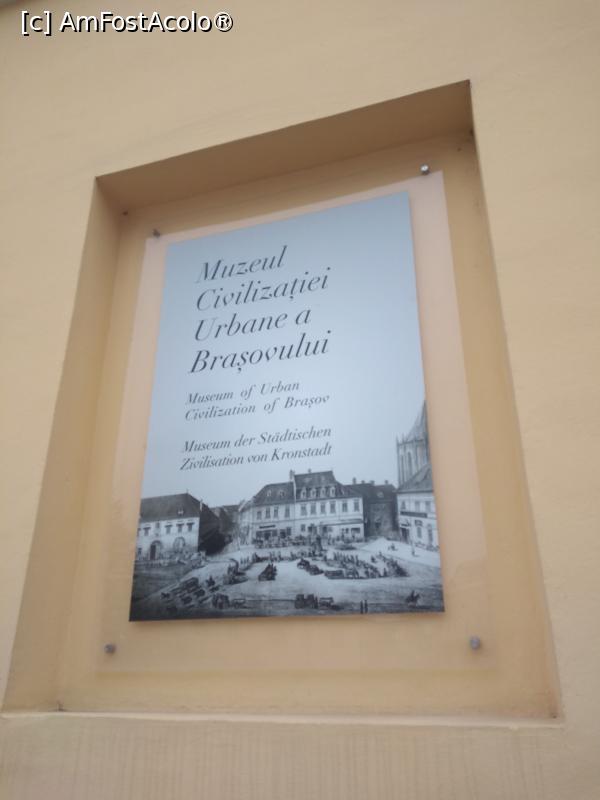 [c] AmFostAcolo®
Muzeul
Civilizației
Urbane a
Brașovului
Museum of Urban
Civilization of Brașov
Museum der Städtischen
Zivilisation von Kronstadt